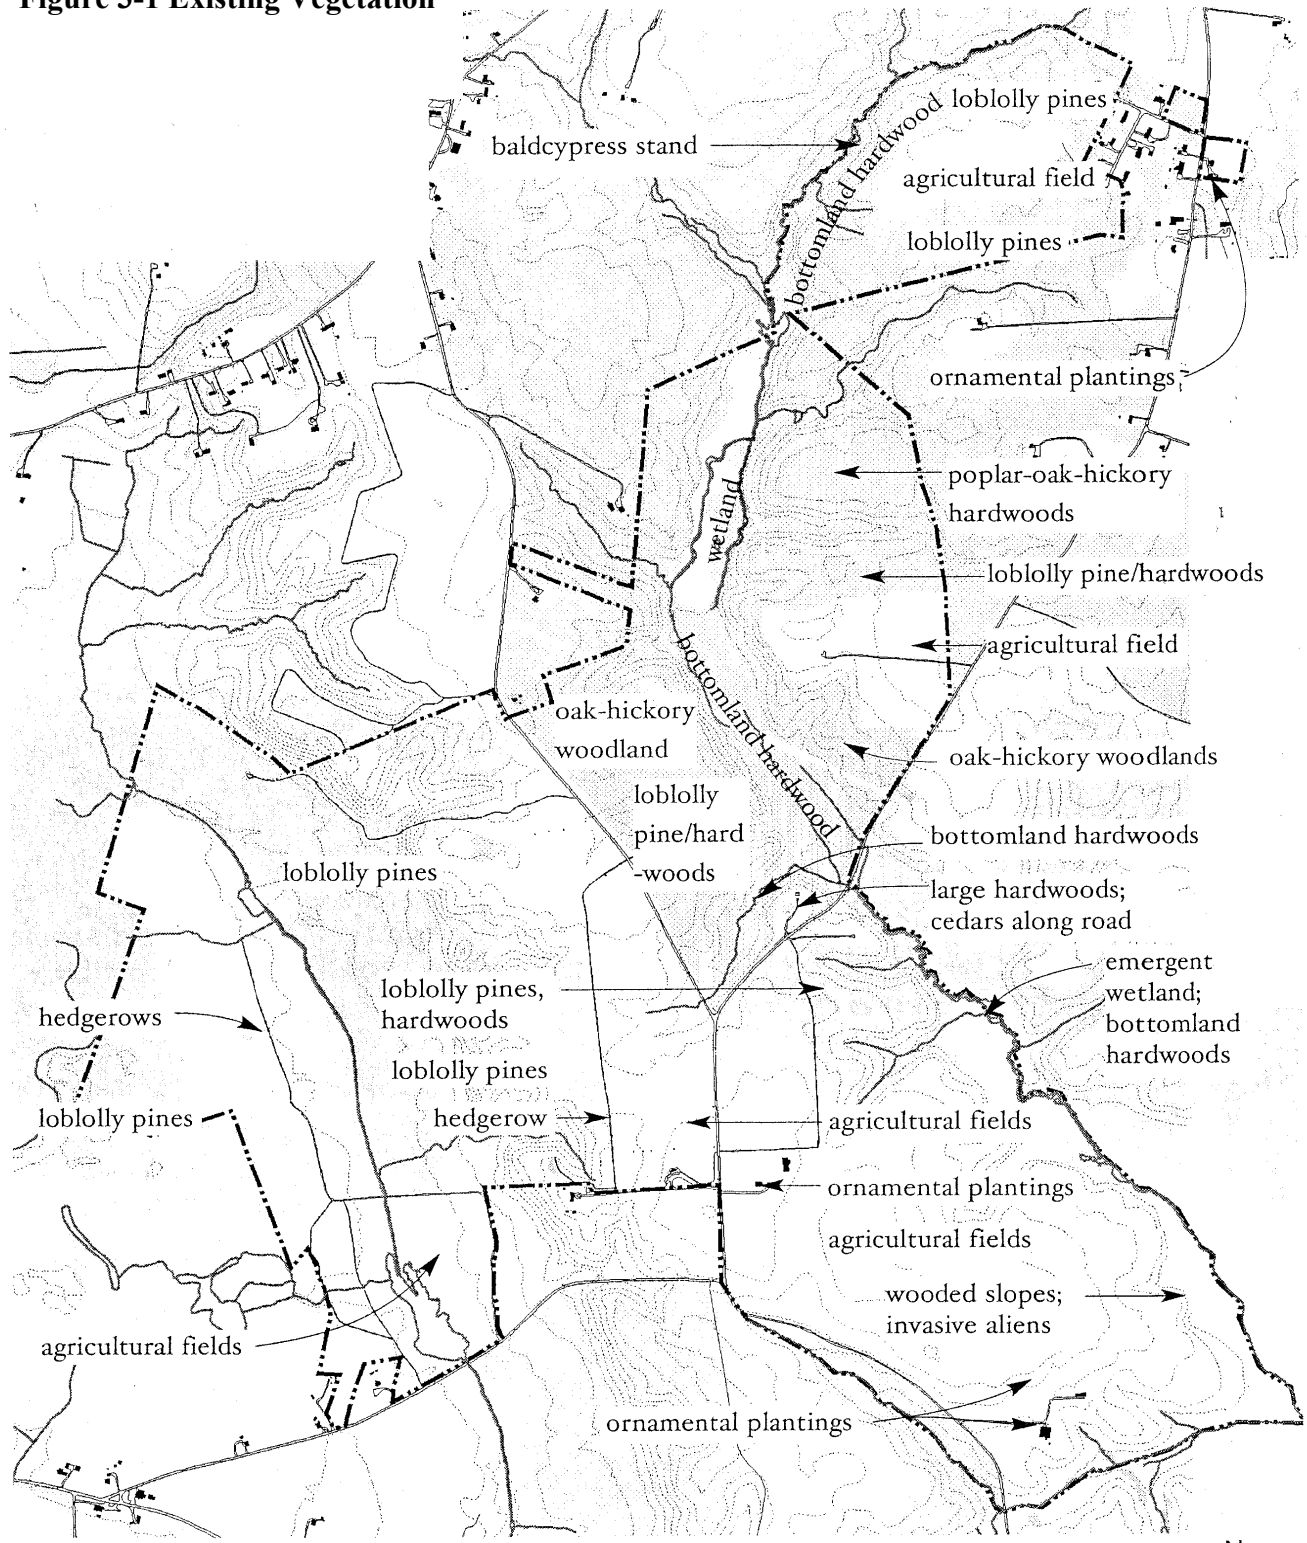 Figure 3-1 Existing Vegetation
loblolly pines
baldcypress stand
bottomland hardwood
agricultural field
loblolly pines
ornamental plantings
poplar-oak-hickory
hardwoods
wetland
loblolly pine/hardwoods
agricultural field
bottomland hardwood
oak-hickory
woodland
oak-hickory woodlands
loblolly
pine/hard
-woods
bottomland hardwoods
loblolly pines
large hardwoods;
cedars along road
emergent
wetland;
bottomland
hardwoods
loblolly pines,
hardwoods
hedgerows
loblolly pines
loblolly pines
hedgerow
agricultural fields
ornamental plantings
agricultural fields
wooded slopes;
invasive aliens
agricultural fields
ornamental plantings